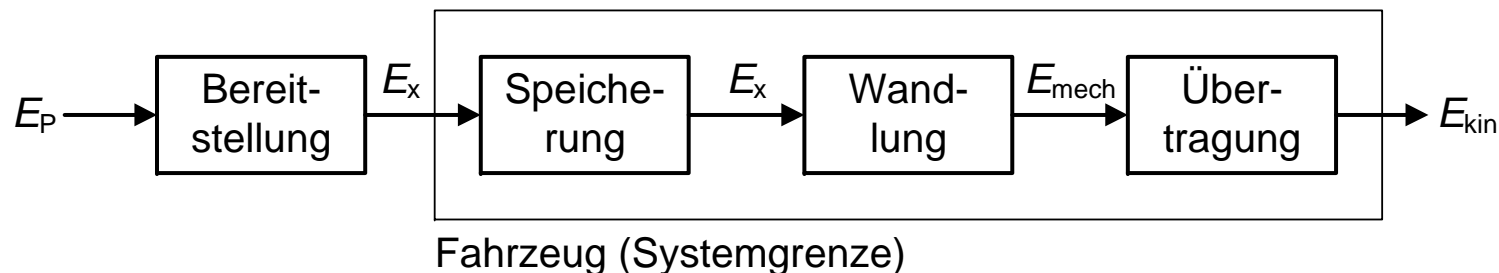 E_P
Bereit-
stellung
E_x
Speiche-
rung
E_x
Wand-
lung
E_mech
Über-
tragung
E_kin
Fahrzeug (Systemgrenze)